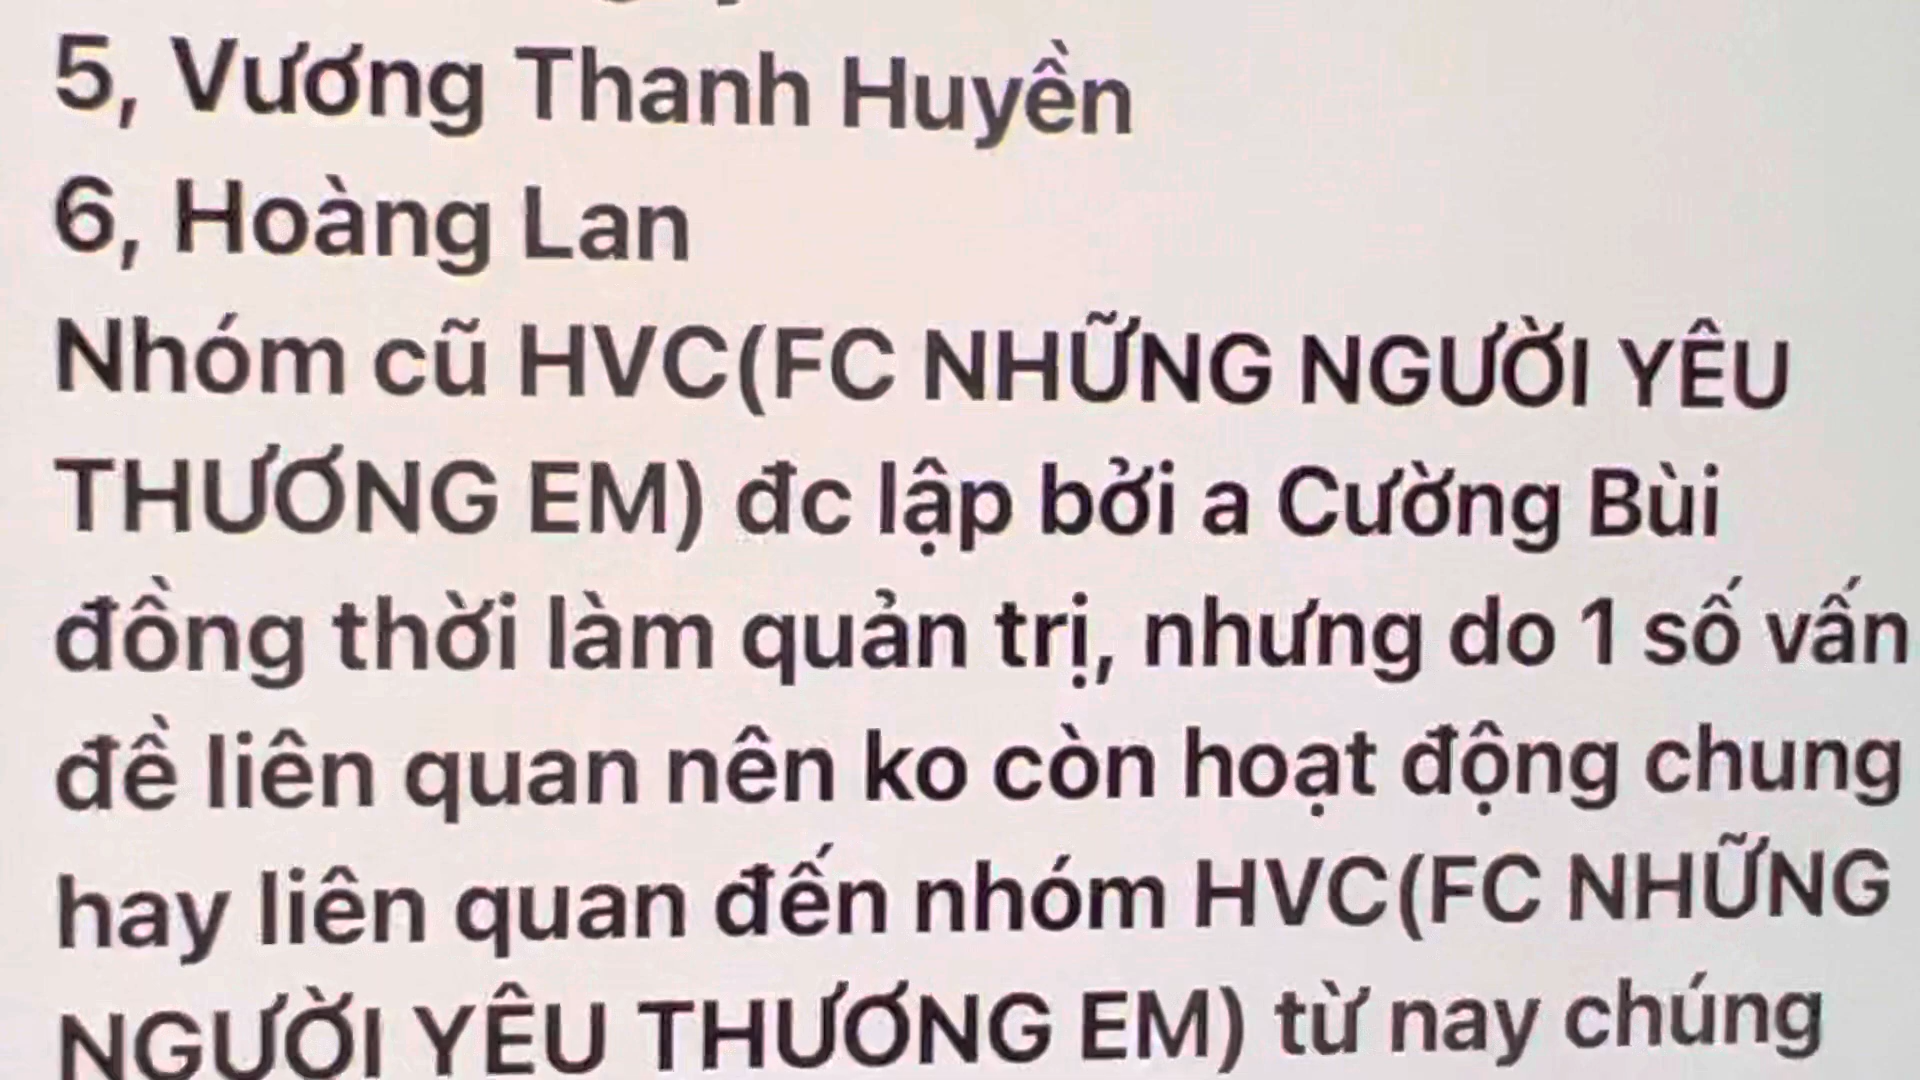 5, Vương Thanh Huyền
6, Hoàng Lan
Nhóm cũ HVC(FC NHỮNG NGƯỜI YÊU
THƯƠNG EM) đc lập bởi a Cường Bùi
đồng thời làm quản trị, nhưng do 1 số vấn
đề liên quan nên ko còn hoạt động chung
hay liên quan đến nhóm HVC(FC NHỮNG
NGƯỜI YÊU THƯƠNG EM) từ nay chúng